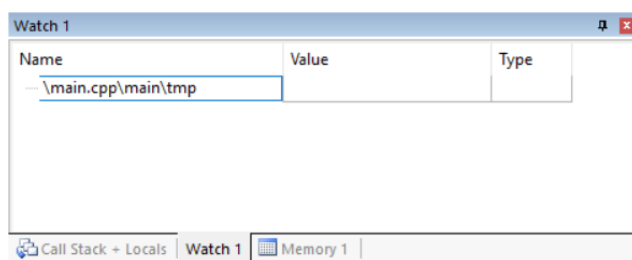 Watch 1
Name Value Type
\main.cpp\main\tmp
Call Stack + Locals Watch 1 Memory 1